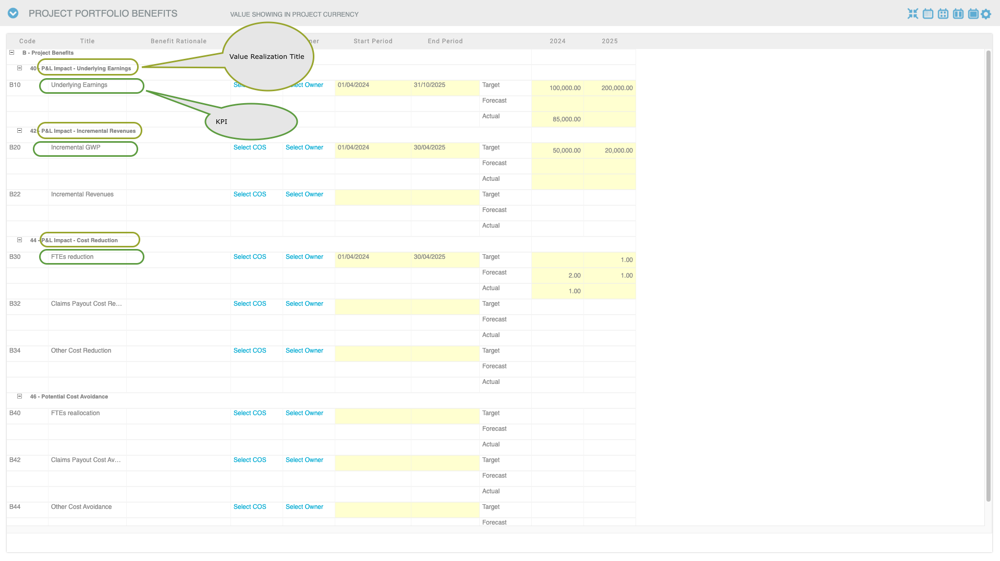 PROJECT PORTFOLIO BENEFITS VALUE SHOWING IN PROJECT CURRENCY
Code Title Benefit Rationale ner Start Period End Period 2024 2025
B - Project Benefits
Value Realization Title
40 - P&L Impact - Underlying Earnings
B10 Underlying Earnings Sel ect Owner 01/04/2024 31/10/2025 Target 100,000.00 200,000.00
Forecast
Actual 85,000.00
KPI
42 - P&L Impact - Incremental Revenues
B20 Incremental GWP Select COS Select Owner 01/04/2024 30/04/2025 Target 50,000.00 20,000.00
Forecast
Actual
B22 Incremental Revenues Select COS Select Owner Target
Forecast
Actual
44 - P&L Impact - Cost Reduction
B30 FTEs reduction Select COS Select Owner 01/04/2024 30/04/2025 Target 1.00
Forecast 2.00 1.00
Actual 1.00
B32 Claims Payout Cost Re... Select COS Select Owner Target
Forecast
Actual
B34 Other Cost Reduction Select COS Select Owner Target
Forecast
Actual
46 - Potential Cost Avoidance
B40 FTEs reallocation Select COS Select Owner Target
Forecast
Actual
B42 Claims Payout Cost Av... Select COS Select Owner Target
Forecast
Actual
B44 Other Cost Avoidance Select COS Select Owner Target
Forecast